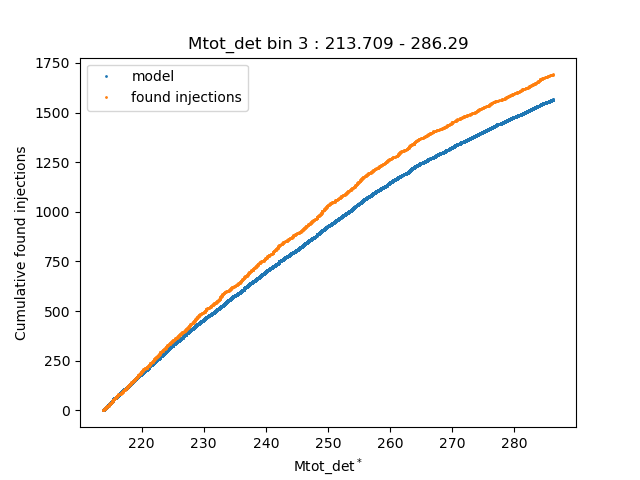 Mtot_det bin 3 : 213.709 - 286.29
model
found injections
Cumulative found injections
1750
1500
1250
1000
750
500
250
0
220 230 240 250 260 270 280
Mtot_det*